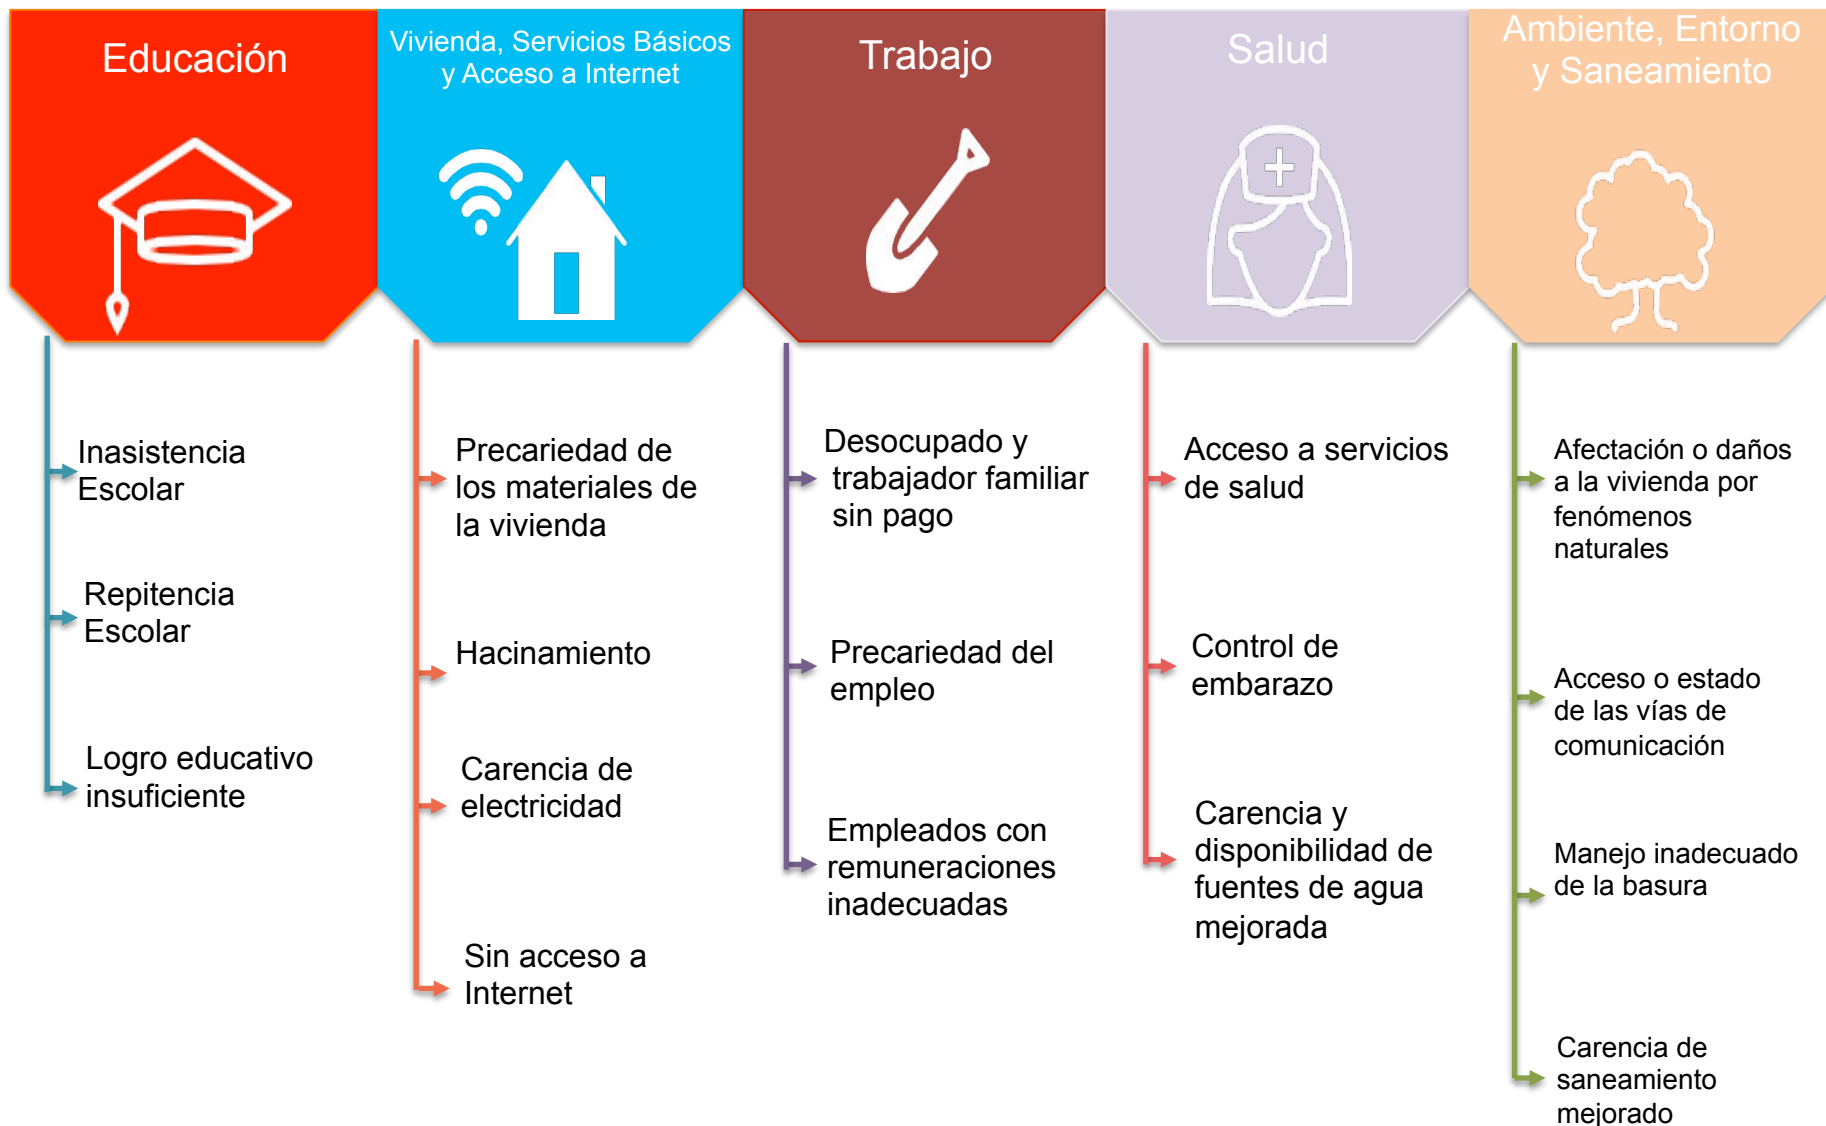 Educación
Inasistencia
Escolar
Repitencia
Escolar
Logro educativo
insuficiente
Vivienda, Servicios Básicos
y Acceso a Internet
Precariedad de
los materiales de
la vivienda
Hacinamiento
Carencia de
electricidad
Sin acceso a
Internet
Trabajo
Desocupado y
trabajador familiar
sin pago
Precariedad del
empleo
Empleados con
remuneraciones
inadecuadas
Salud
Acceso a servicios
de salud
Control de
embarazo
Carencia y
disponibilidad de
fuentes de agua
mejorada
Ambiente, Entorno
y Saneamiento
Afectación o daños
a la vivienda por
fenómenos
naturales
Acceso o estado
de las vías de
comunicación
Manejo inadecuado
de la basura
Carencia de
saneamiento
mejorado